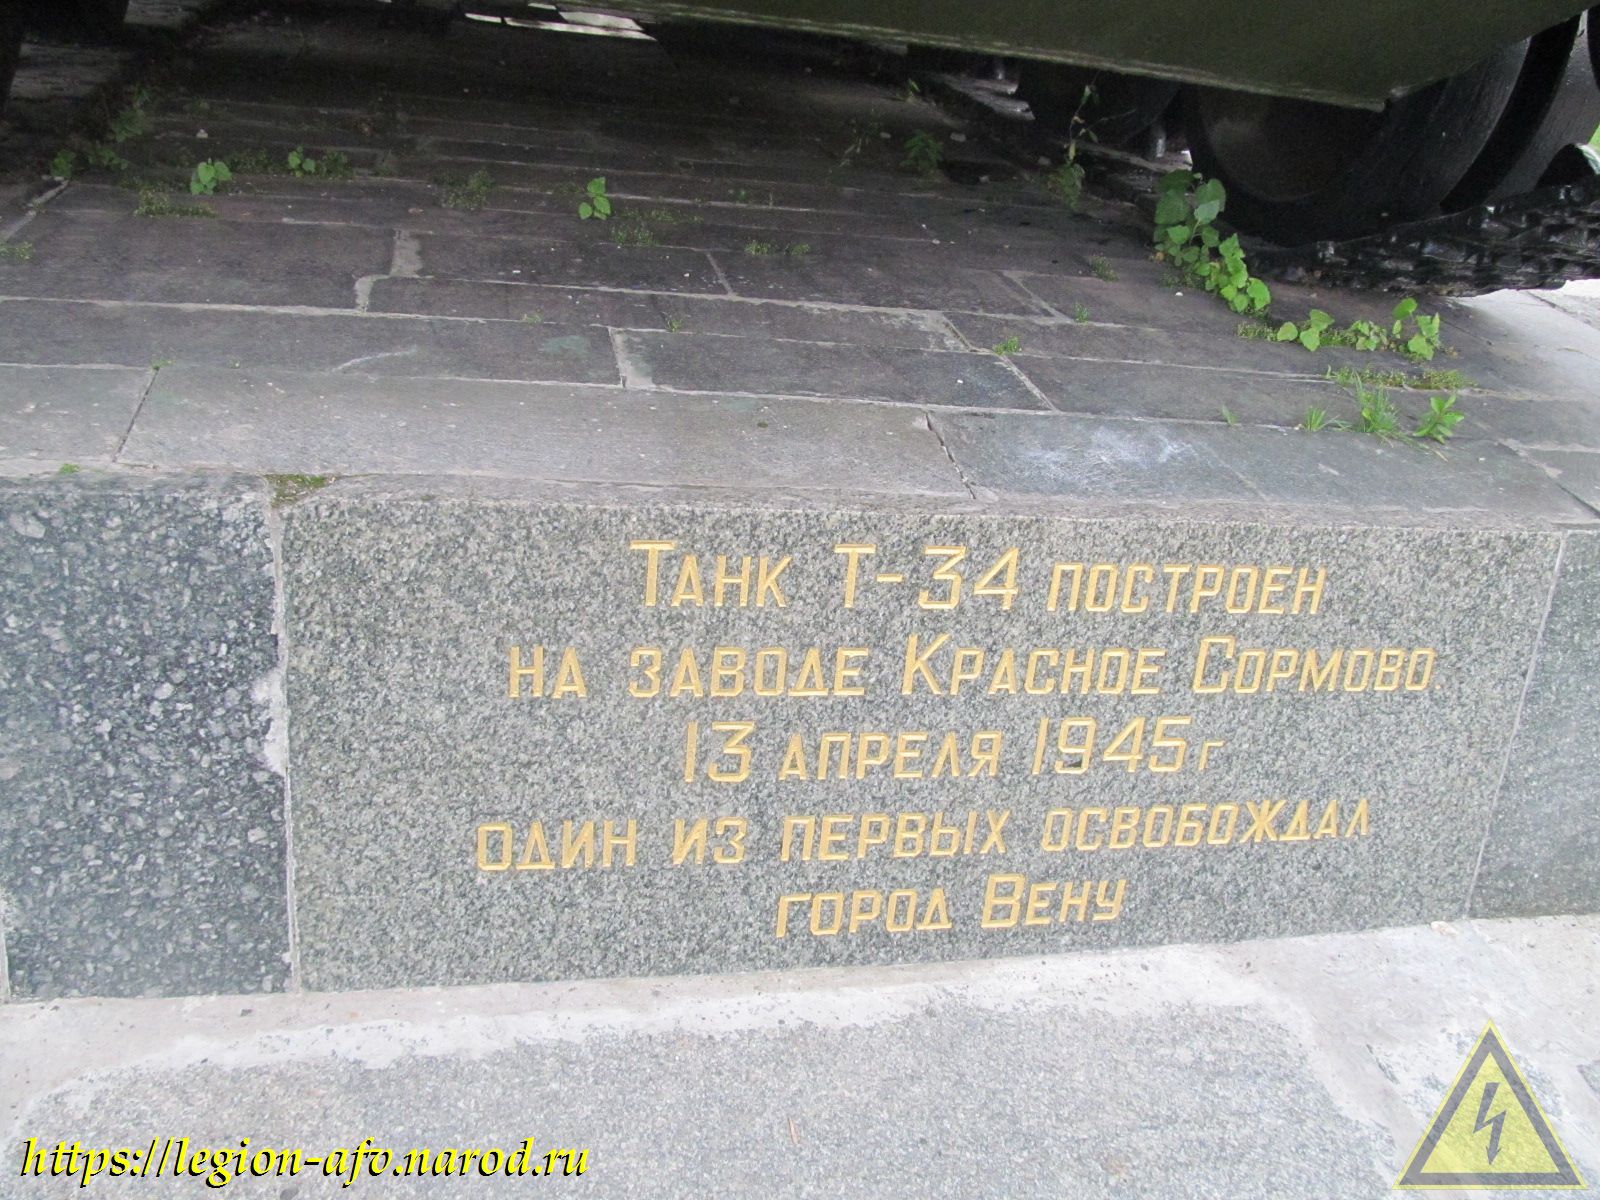 Танк Т-34 построен
на заводе Красное Сормово.
13 апреля 1945г
один из первых освобождал
город Вену
https://legion-afv.narod.ru